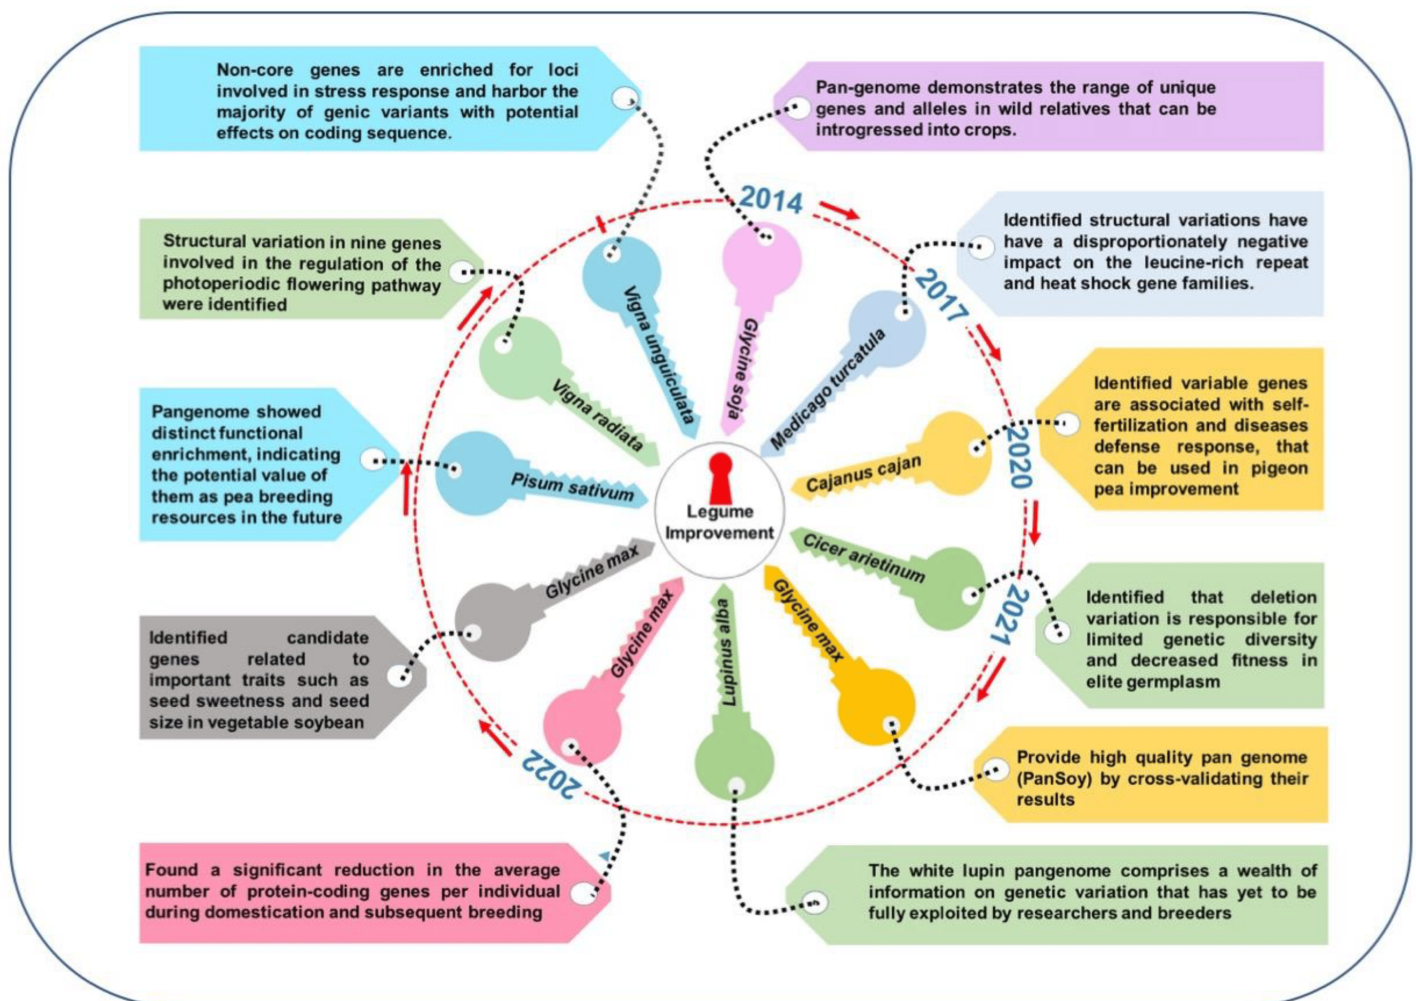 Non-core genes are enriched for loci
involved in stress response and harbor the
majority of genic variants with potential
effects on coding sequence.
Pan-genome demonstrates the range of unique
genes and alleles in wild relatives that can be
introgressed into crops.
2014
Identified structural variations have
have a disproportionately negative
impact on the leucine-rich repeat
and heat shock gene families.
2017
Structural variation in nine genes
involved in the regulation of the
photoperiodic flowering pathway
were identified
Vigna unguiculata
Glycine soja
Medicago turcatula
Vigna radiata
Identified variable genes
are associated with self-
fertilization and diseases
defense response, that
can be used in pigeon
pea improvement
2020
Pangenome showed
distinct functional
enrichment, indicating
the potential value of
them as pea breeding
resources in the future
Pisum sativum
Cajanus cajan
Legume
Improvement
Glycine max
Cicer arietinum
Glycine max
Lupinus alba
Glycine max
2021
Identified that deletion
variation is responsible for
limited genetic diversity
and decreased fitness in
elite germplasm
Identified candidate
genes related to
important traits such as
seed sweetness and seed
size in vegetable soybean
2022
Provide high quality pan genome
(PanSoy) by cross-validating their
results
Found a significant reduction in the average
number of protein-coding genes per individual
during domestication and subsequent breeding
The white lupin pangenome comprises a wealth of
information on genetic variation that has yet to be
fully exploited by researchers and breeders